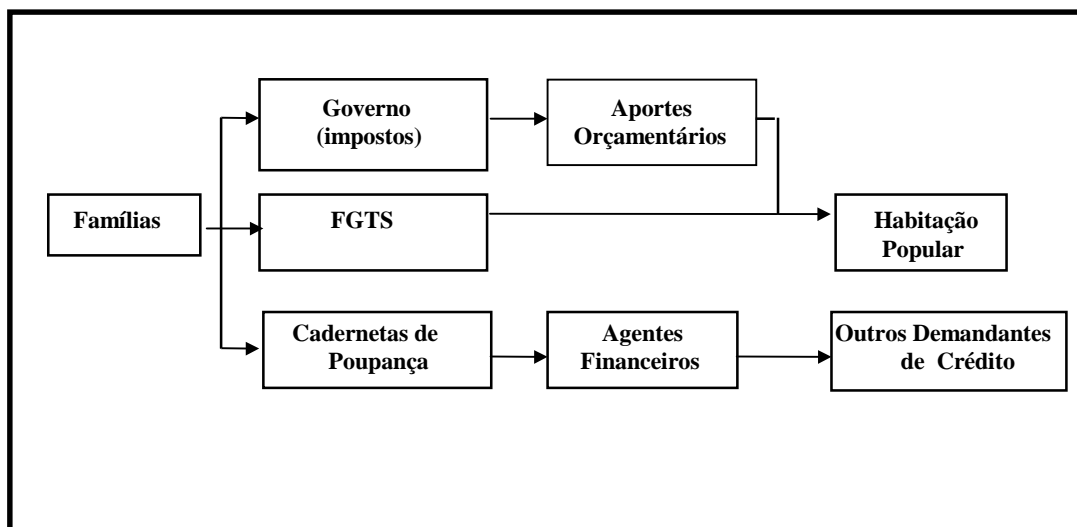 Governo
(impostos)
Aportes
Orçamentários
Famílias
FGTS
Habitação
Popular
Cadernetas de
Poupança
Agentes
Financeiros
Outros Demandantes
de Crédito